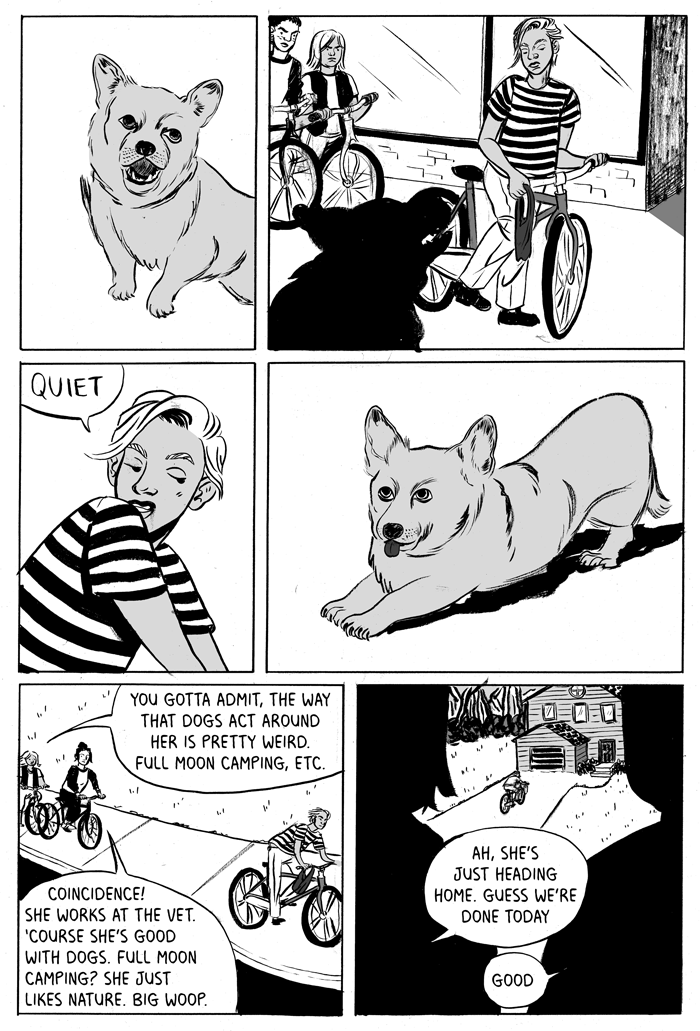 QUIET
YOU GOTTA ADMIT, THE WAY
THAT DOGS ACT AROUND
HER IS PRETTY WEIRD.
FULL MOON CAMPING, ETC.
COINCIDENCE!
SHE WORKS AT THE VET.
'COURSE SHE'S GOOD
WITH DOGS. FULL MOON
CAMPING? SHE JUST
LIKES NATURE. BIG WOOP.
AH, SHE'S
JUST HEADING
HOME. GUESS WE'RE
DONE TODAY
GOOD